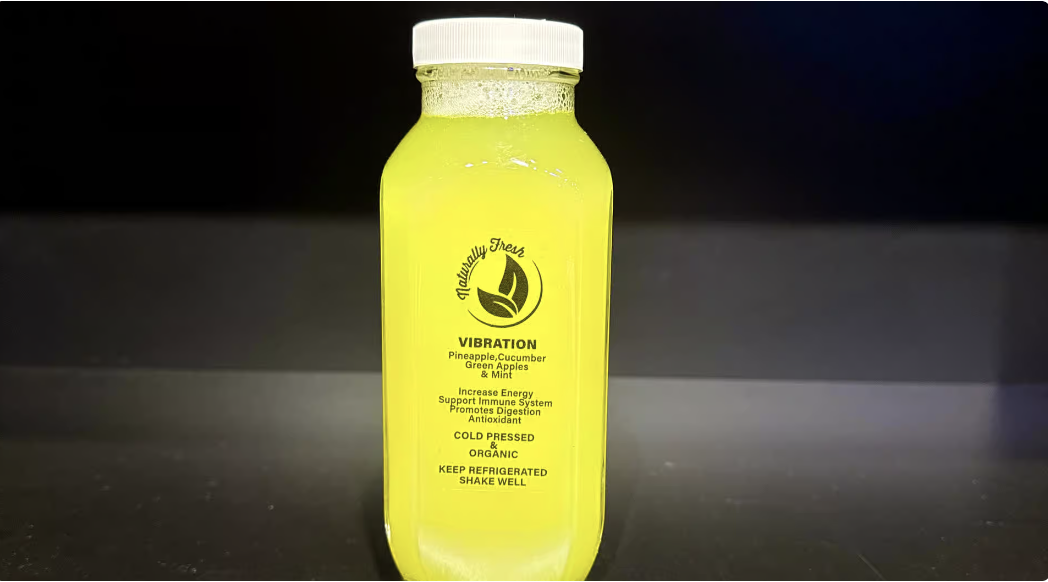 Naturally Fresh
VIBRATION
Pineapple,Cucumber
Green Apples
& Mint
Increase Energy
Support Immune System
Promotes Digestion
Antioxidant
COLD PRESSED
&
ORGANIC
KEEP REFRIGERATED
SHAKE WELL